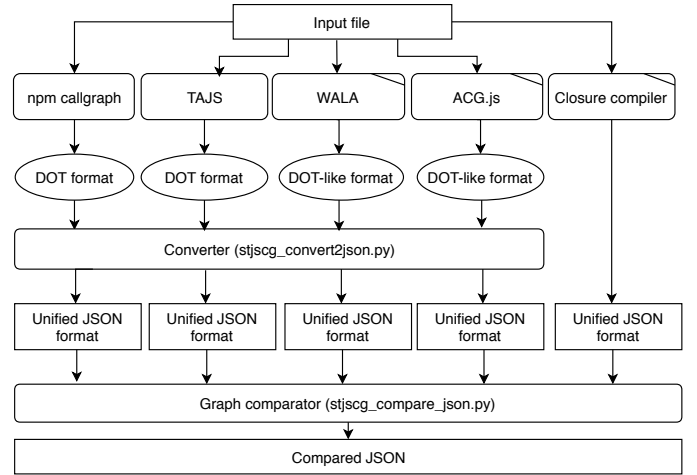 Input file
npm callgraph
TAJS
WALA
ACG.js
Closure compiler
DOT format
DOT format
DOT-like format
DOT-like format
Converter (stjscg_convert2json.py)
Unified JSON
format
Unified JSON
format
Unified JSON
format
Unified JSON
format
Unified JSON
format
Graph comparator (stjscg_compare_json.py)
Compared JSON